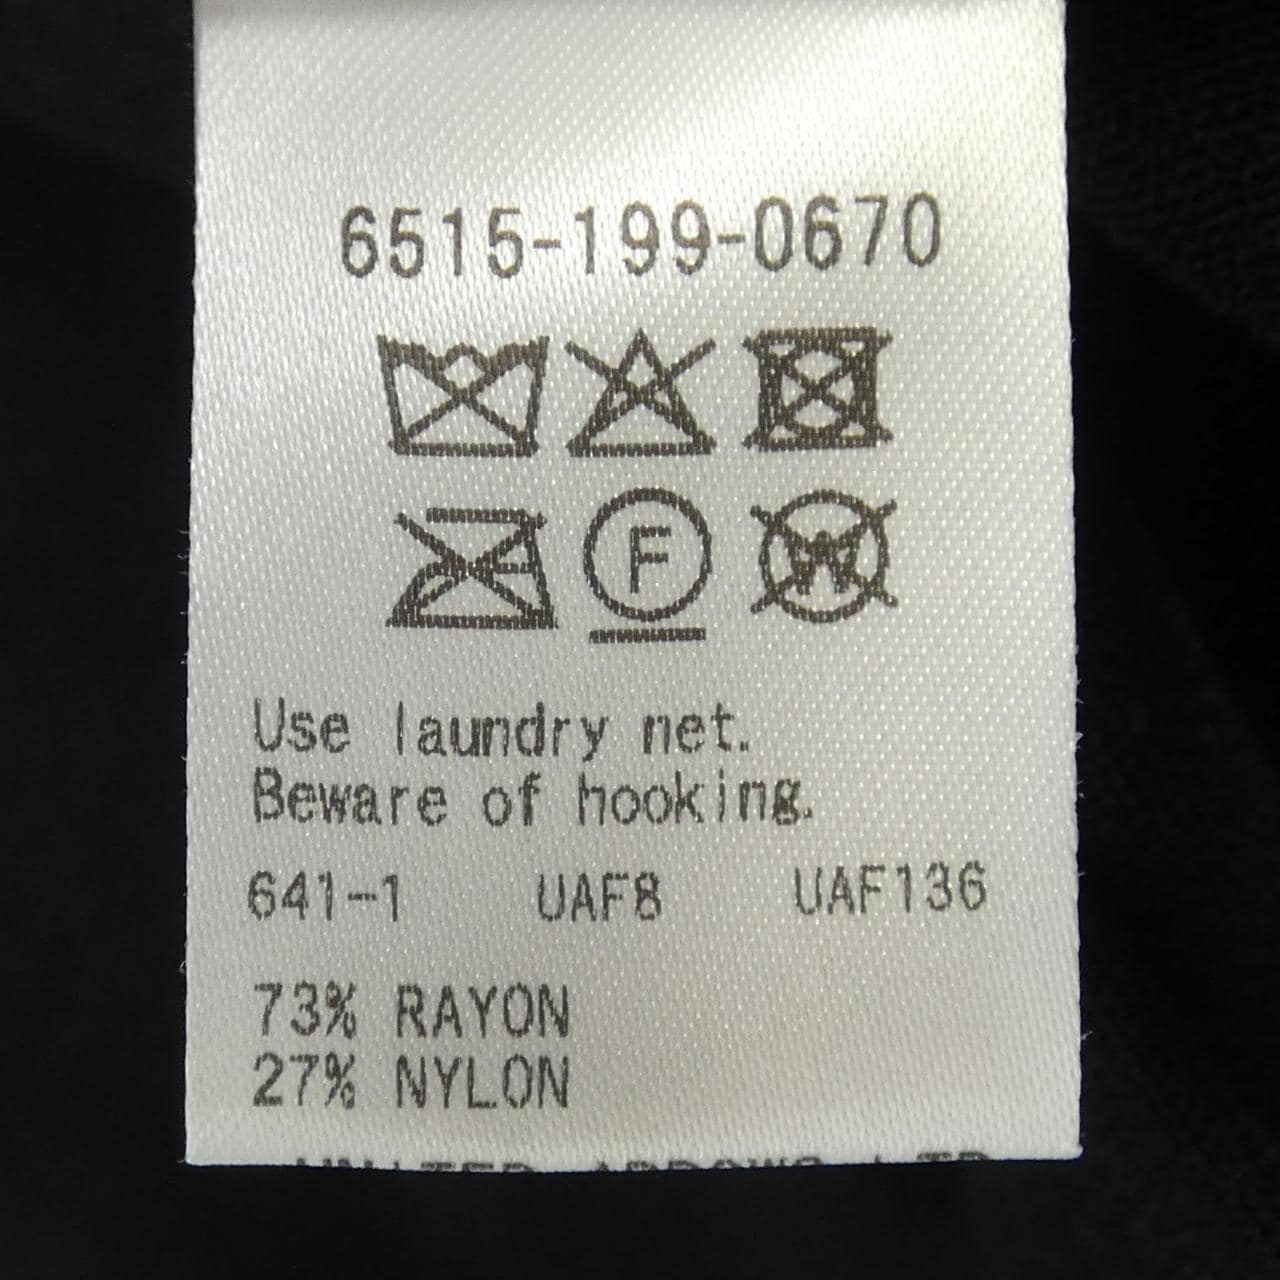 6515-199-0670
F W
Use laundry net.
Beware of hooking.
641-1 UAF8 UAF136
73% RAYON
27% NYLON